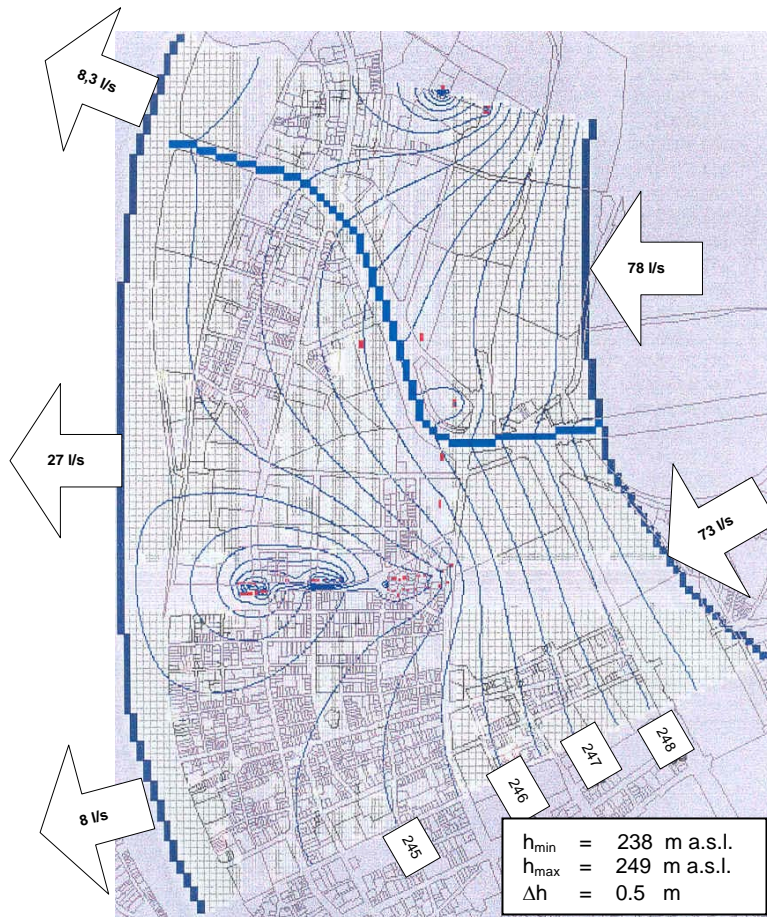 8,3 l/s
78 l/s
27 l/s
73 l/s
8 l/s
248
247
246
245
hmin = 238 m a.s.l.
hmax = 249 m a.s.l.
Δh = 0.5 m